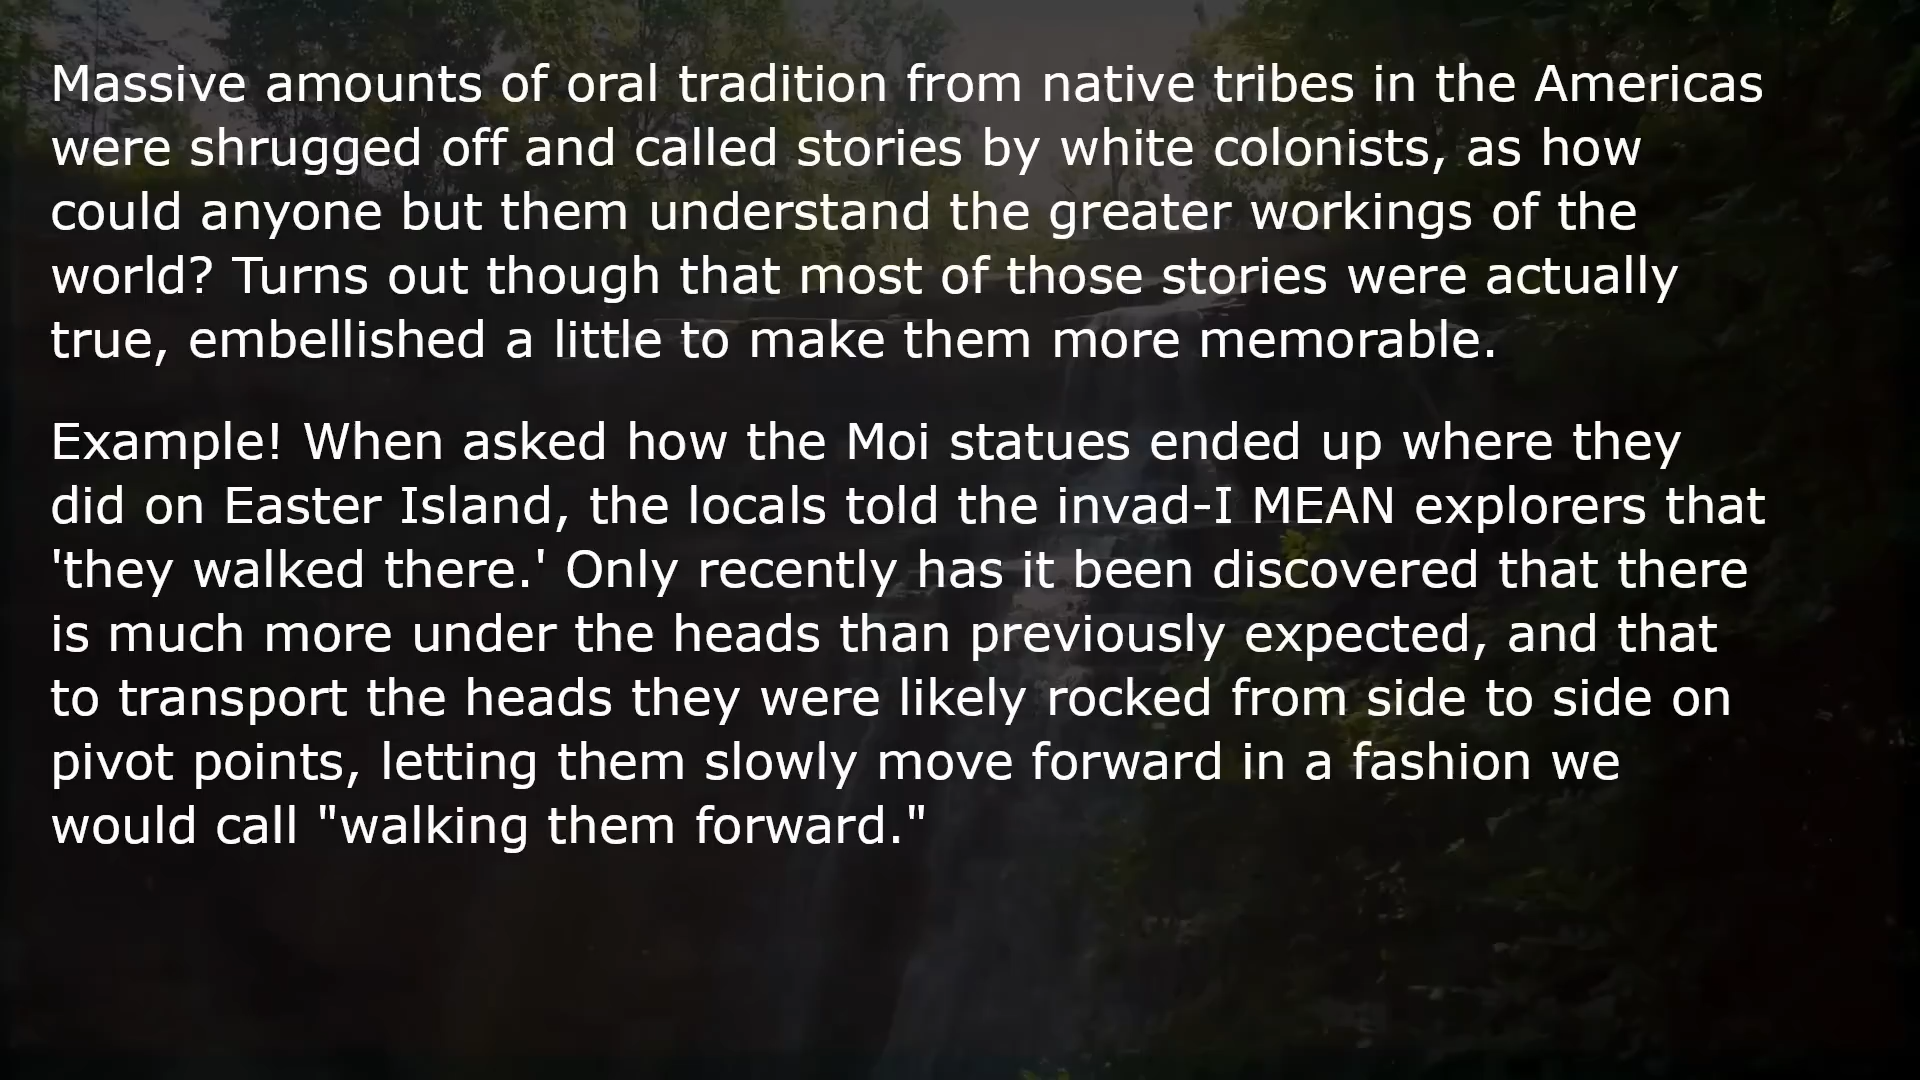 Massive amounts of oral tradition from native tribes in the Americas
were shrugged off and called stories by white colonists, as how
could anyone but them understand the greater workings of the
world? Turns out though that most of those stories were actually
true, embellished a little to make them more memorable.
Example! When asked how the Moi statues ended up where they
did on Easter Island, the locals told the invad-I MEAN explorers that
'they walked there.' Only recently has it been discovered that there
is much more under the heads than previously expected, and that
to transport the heads they were likely rocked from side to side on
pivot points, letting them slowly move forward in a fashion we
would call "walking them forward."